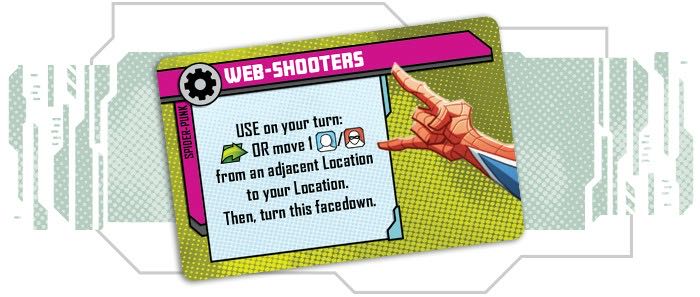 WEB-SHOOTERS
SPIDER-PUNK
USE on your turn:
OR move 1 /
from an adjacent Location
to your Location.
Then, turn this facedown.